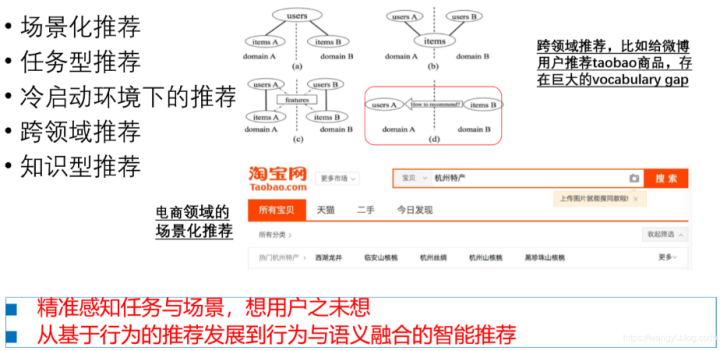 • 场景化推荐
• 任务型推荐
• 冷启动环境下的推荐
• 跨领域推荐
• 知识型推荐
users
items A
items B
domain A
domain B
(a)
users A
users B
items
domain A
domain B
(b)
users A
users B
features
items A
items B
domain A
domain B
(c)
users A
How to recommend?
items B
domain A
domain B
(d)
跨领域推荐，比如给微博
用户推荐taobao商品，存
在巨大的vocabulary gap
电商领域的
场景化推荐
淘宝网
Taobao.com
更多市场
宝贝
杭州特产
搜 索
上传图片就能搜同款啦!
所有宝贝
天猫
二手
今日发现
所有分类 >
收起筛选
热门杭州特产 >
西湖龙井
临安山核桃
杭州丝绸
杭州山核桃
黑珍珠山核桃
更多
精准感知任务与场景，想用户之未想
从基于行为的推荐发展到行为与语义融合的智能推荐